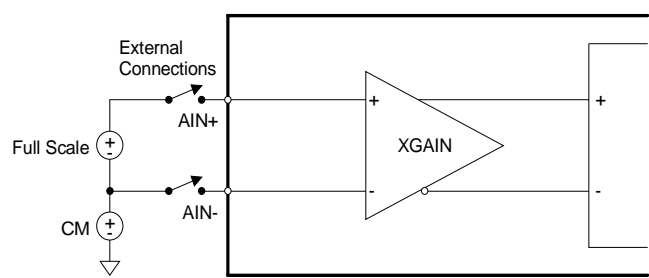 External
Connections
AIN+
+
+
+
-
Full Scale
XGAIN
-
-
AIN-
+
-
CM